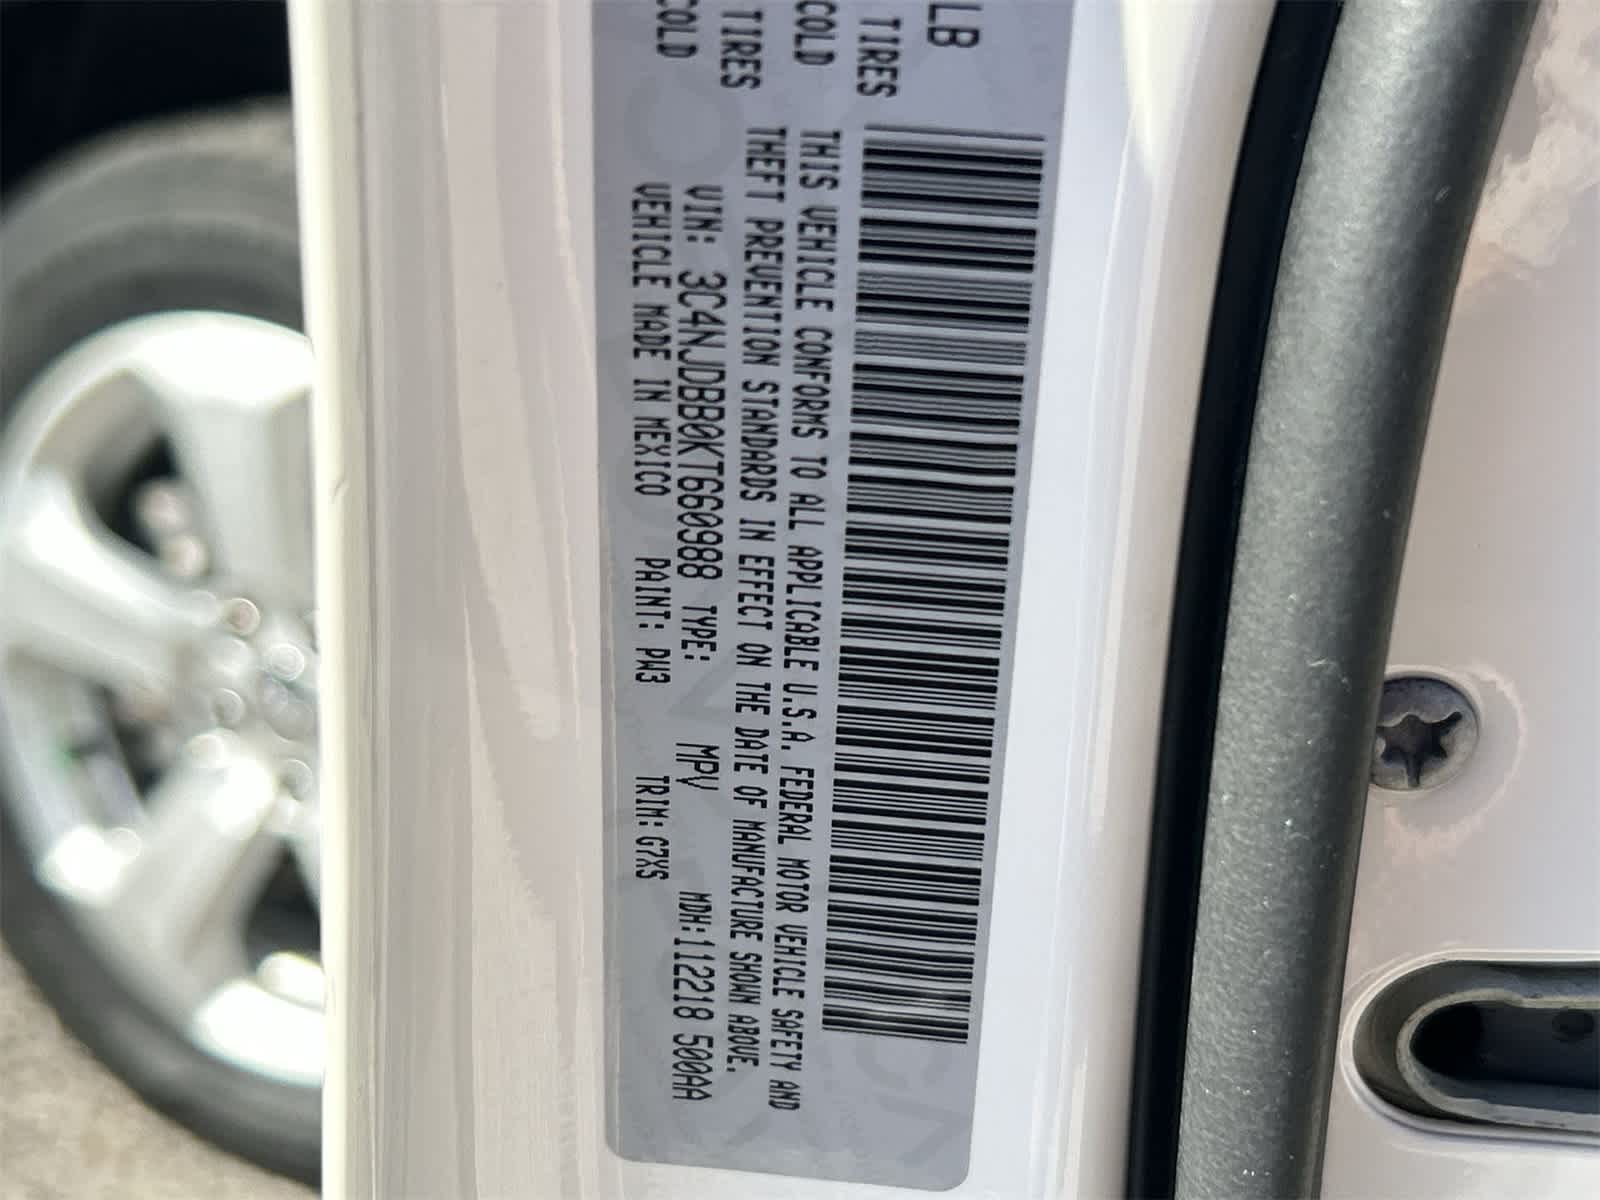 LB
TIRES
COLD
TIRES
COLD
THIS VEHICLE CONFORMS TO ALL APPLICABLE U.S.A. FEDERAL MOTOR VEHICLE SAFETY AND
THEFT PREVENTION STANDARDS IN EFFECT ON THE DATE OF MANUFACTURE SHOWN ABOVE.
VIN: 3C4NJDBB0KT660988 TYPE: MPV MDH:112218 500AA
VEHICLE MADE IN MEXICO PAINT: PW3 TRIM: G7XS